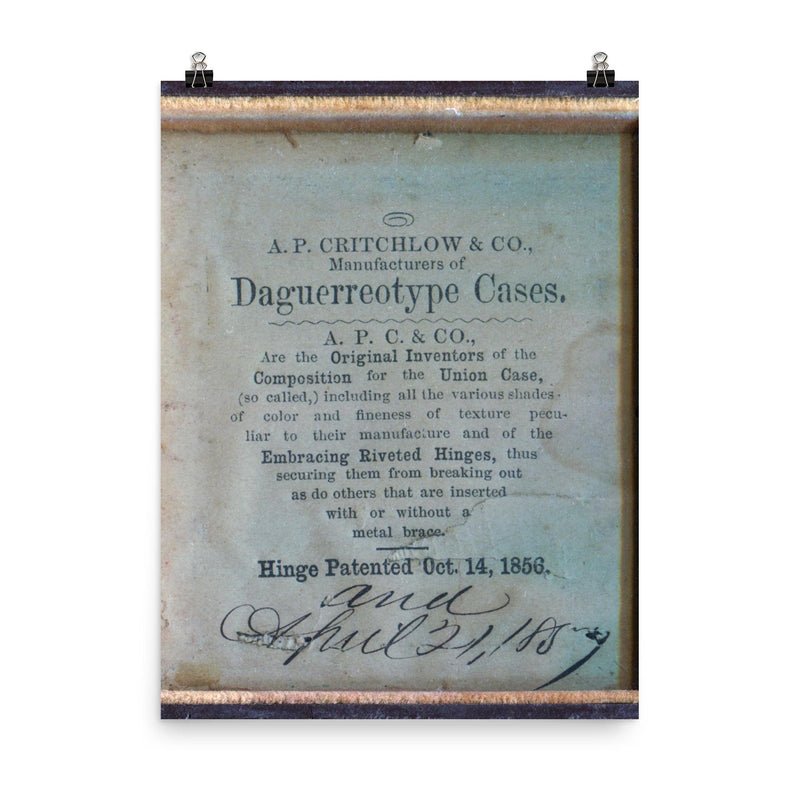 A. P. CRITCHLOW & CO.,
Manufacturers of
Daguerreotype Cases.
A. P. C. & CO.,
Are the Original Inventors of the
Composition for the Union Case,
(so called,) including all the various shades
of color and fineness of texture pecu-
liar to their manufacture and of the
Embracing Riveted Hinges, thus
securing them from breaking out
as do others that are inserted
with or without a
metal brace.
Hinge Patented Oct. 14, 1856,
and
April 21, 1857